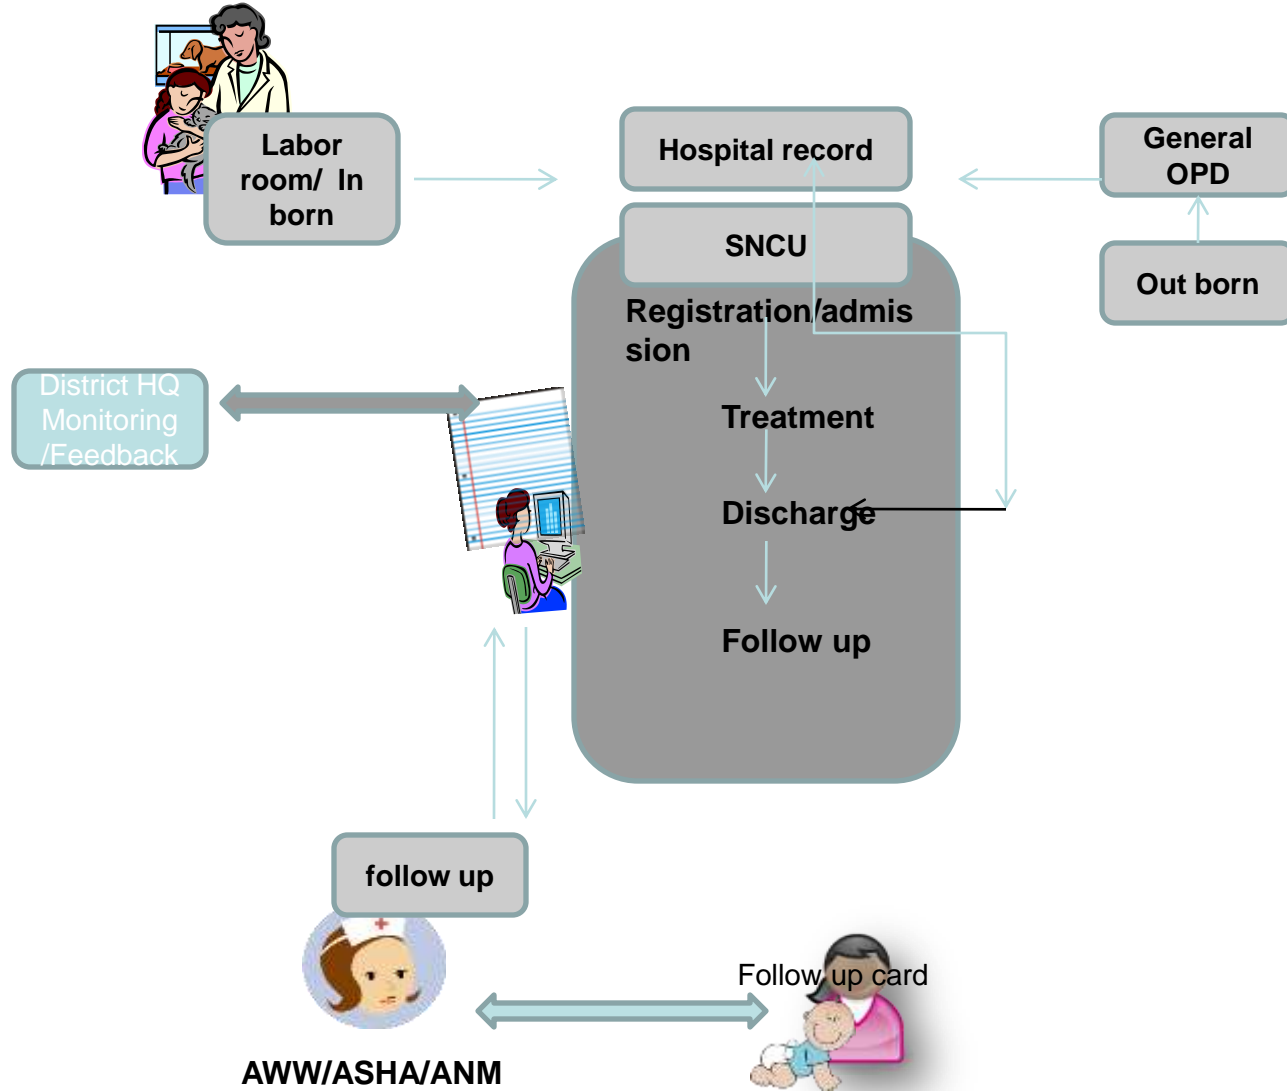 Labor
room/ In
born
Hospital record
General
OPD
SNCU
Out born
Registration/admis
sion
District HQ
Monitoring
/Feedback
Treatment
Discharge
Follow up
follow up
Follow up card
AWW/ASHA/ANM